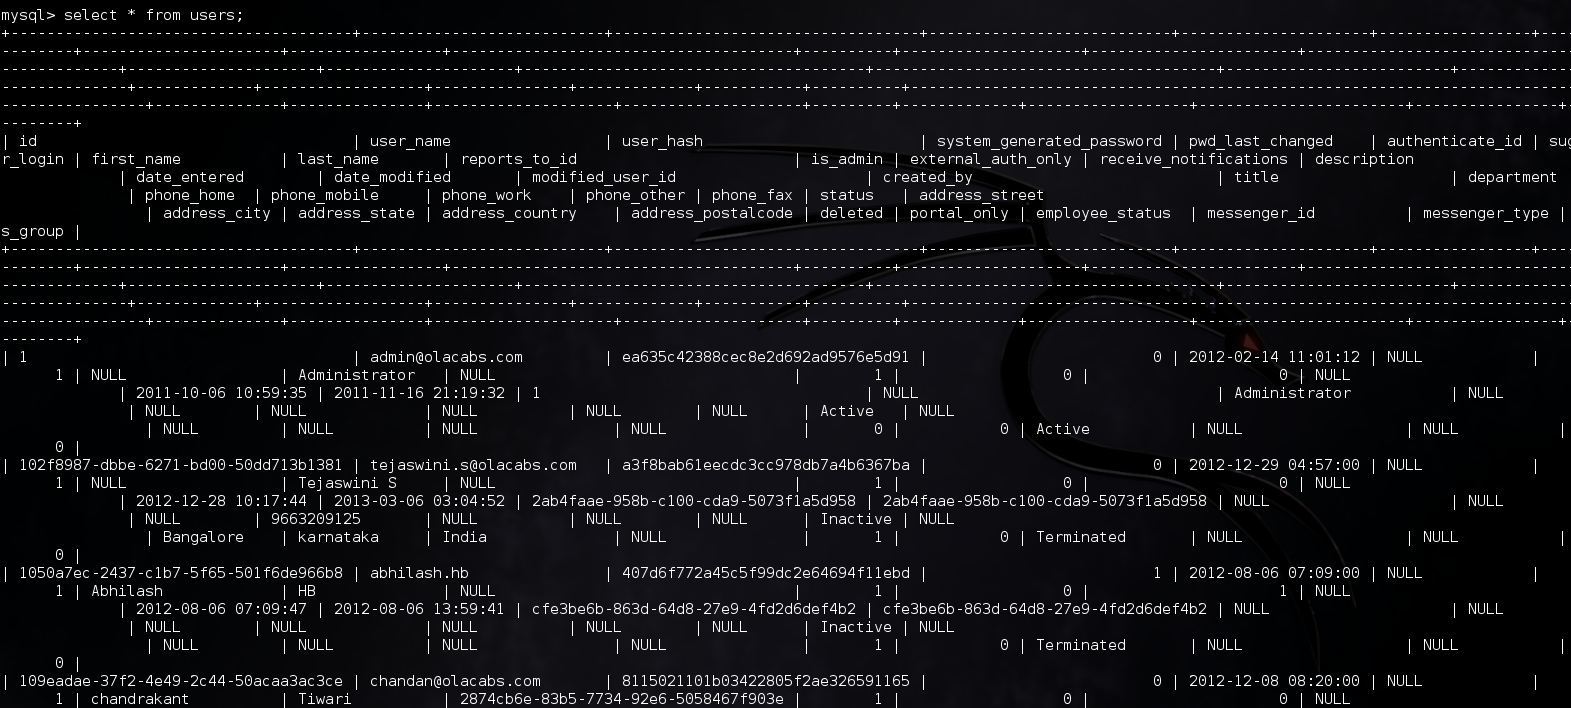 mysql> select * from users;
| id | user_name | user_hash | system_generated_password | pwd_last_changed | authenticate_id | sug
r_login | first_name | last_name | reports_to_id | is_admin | external_auth_only | receive_notifications | description
| date_entered | date_modified | modified_user_id | created_by | title | department
| phone_home | phone_mobile | phone_work | phone_other | phone_fax | status | address_street
| address_city | address_state | address_country | address_postalcode | deleted | portal_only | employee_status | messenger_id | messenger_type |
s_group |
| 1 | admin@olacabs.com | ea635c42388cec8e2d692ad9576e5d91 | 0 | 2012-02-14 11:01:12 | NULL |
1 | NULL | Administrator | NULL | 1 | 0 | 0 | NULL
| 2011-10-06 10:59:35 | 2011-11-16 21:19:32 | 1 | NULL | Administrator | NULL
| NULL | NULL | NULL | NULL | NULL | Active | NULL
| NULL | NULL | NULL | NULL | 0 | 0 | Active | NULL | NULL |
0 |
| 102f8987-dbbe-6271-bd00-50dd713b1381 | tejaswini.s@olacabs.com | a3f8bab61eecdc3cc978db7a4b6367ba | 0 | 2012-12-29 04:57:00 | NULL |
1 | NULL | Tejaswini S | NULL | 1 | 0 | 0 | NULL
| 2012-12-28 10:17:44 | 2013-03-06 03:04:52 | 2ab4faae-958b-c100-cda9-5073f1a5d958 | 2ab4faae-958b-c100-cda9-5073f1a5d958 | NULL | NULL
| NULL | 9663209125 | NULL | NULL | NULL | Inactive | NULL
| Bangalore | karnataka | India | NULL | 1 | 0 | Terminated | NULL | NULL |
0 |
| 1050a7ec-2437-c1b7-5f65-501f6de966b8 | abhilash.hb | 407d6f772a45c5f99dc2e64694f11ebd | 1 | 2012-08-06 07:09:00 | NULL |
1 | Abhilash | HB | NULL | 1 | 0 | 1 | NULL
| 2012-08-06 07:09:47 | 2012-08-06 13:59:41 | cfe3be6b-863d-64d8-27e9-4fd2d6def4b2 | cfe3be6b-863d-64d8-27e9-4fd2d6def4b2 | NULL | NULL
| NULL | NULL | NULL | NULL | NULL | Inactive | NULL
| NULL | NULL | NULL | NULL | 1 | 0 | Terminated | NULL | NULL |
0 |
| 109eadae-37f2-4e49-2c44-50acaa3ac3ce | chandan@olacabs.com | 8115021101b03422805f2ae326591165 | 0 | 2012-12-08 08:20:00 | NULL |
1 | chandrakant | Tiwari | 2874cb6e-83b5-7734-92e6-5058467f903e | 1 | 0 | 0 | NULL